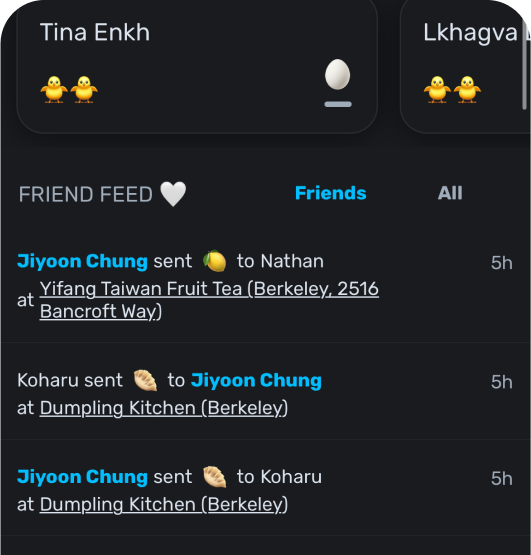 Tina Enkh
Lkhagva
FRIEND FEED
Friends
All
Jiyoon Chung sent to Nathan
5h
at Yifang Taiwan Fruit Tea (Berkeley, 2516
Bancroft Way)
Koharu sent to Jiyoon Chung
5h
at Dumpling Kitchen (Berkeley)
Jiyoon Chung sent to Koharu
5h
at Dumpling Kitchen (Berkeley)